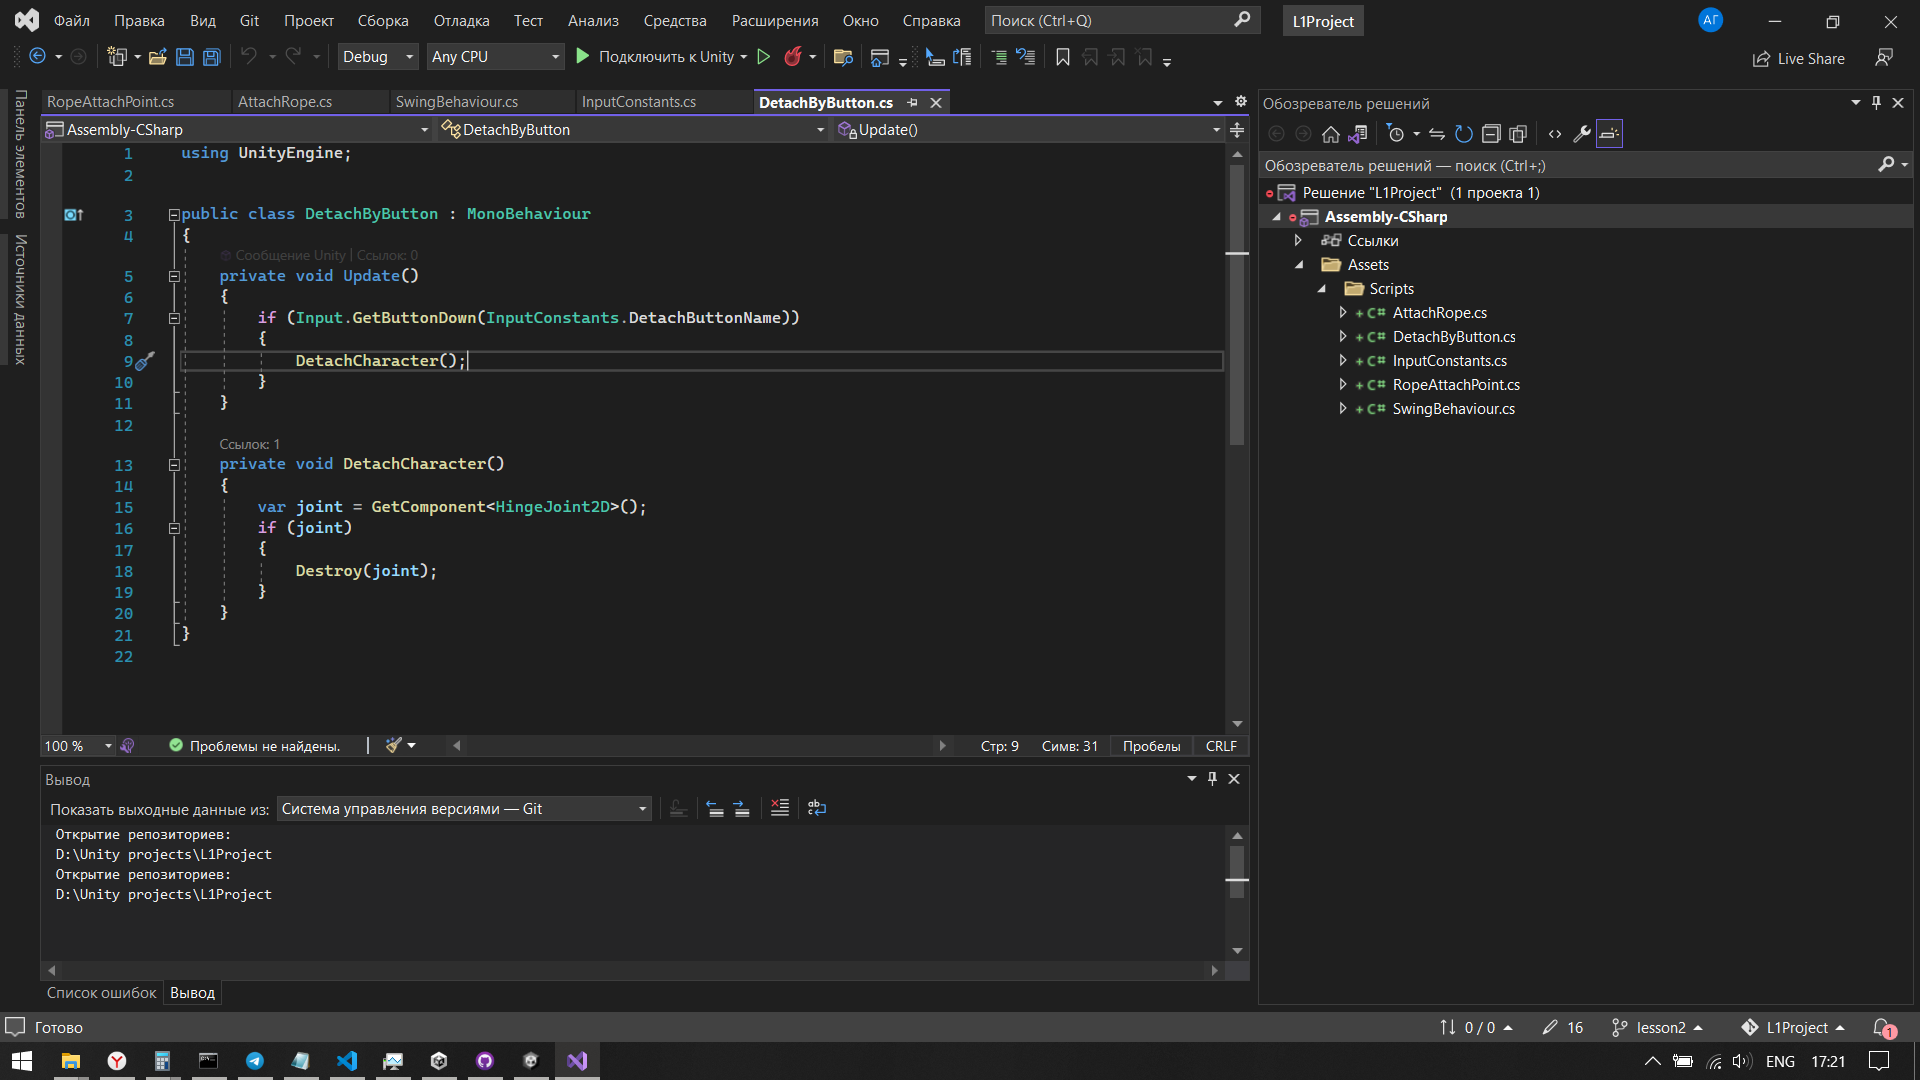 Файл Правка Вид Git Проект Сборка Отладка Тест Анализ Средства Расширения Окно Справка Поиск (Ctrl+Q) L1Project АГ
Debug Any CPU Подключить к Unity Live Share
Панель элементов
Источники данных
RopeAttachPoint.cs AttachRope.cs SwingBehaviour.cs InputConstants.cs DetachByButton.cs
Assembly-CSharp DetachByButton Update()
1 using UnityEngine;
2
3 public class DetachByButton : MonoBehaviour
4 {
Сообщение Unity | Ссылок: 0
5 private void Update()
6 {
7 if (Input.GetButtonDown(InputConstants.DetachButtonName))
8 {
9 DetachCharacter();
10 }
11 }
12
Ссылок: 1
13 private void DetachCharacter()
14 {
15 var joint = GetComponent<HingeJoint2D>();
16 if (joint)
17 {
18 Destroy(joint);
19 }
20 }
21 }
22
100 % Проблемы не найдены. Стр: 9 Симв: 31 Пробелы CRLF
Вывод
Показать выходные данные из: Система управления версиями — Git
Открытие репозиториев:
D:\Unity projects\L1Project
Открытие репозиториев:
D:\Unity projects\L1Project
Список ошибок Вывод
Обозреватель решений
Обозреватель решений — поиск (Ctrl+;)
Решение "L1Project" (1 проекта 1)
Assembly-CSharp
Ссылки
Assets
Scripts
+ C# AttachRope.cs
+ C# DetachByButton.cs
+ C# InputConstants.cs
+ C# RopeAttachPoint.cs
+ C# SwingBehaviour.cs
Готово 0 / 0 16 lesson2 L1Project 1
ENG 17:21